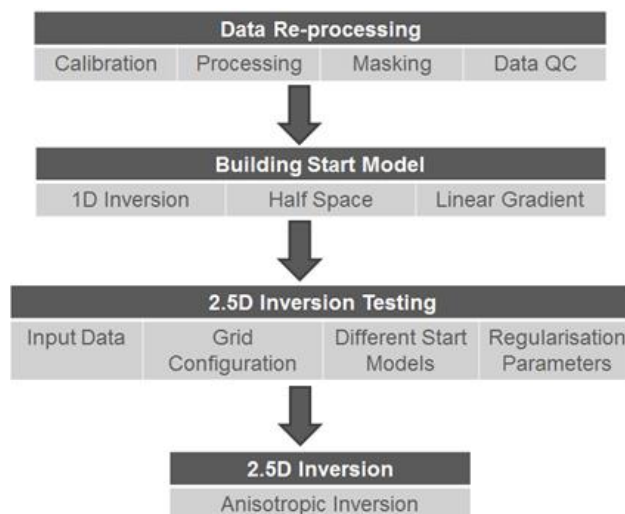 Data Re-processing
Calibration Processing Masking Data QC
Building Start Model
1D Inversion Half Space Linear Gradient
2.5D Inversion Testing
Input Data Grid Configuration Different Start Models Regularisation Parameters
2.5D Inversion
Anisotropic Inversion